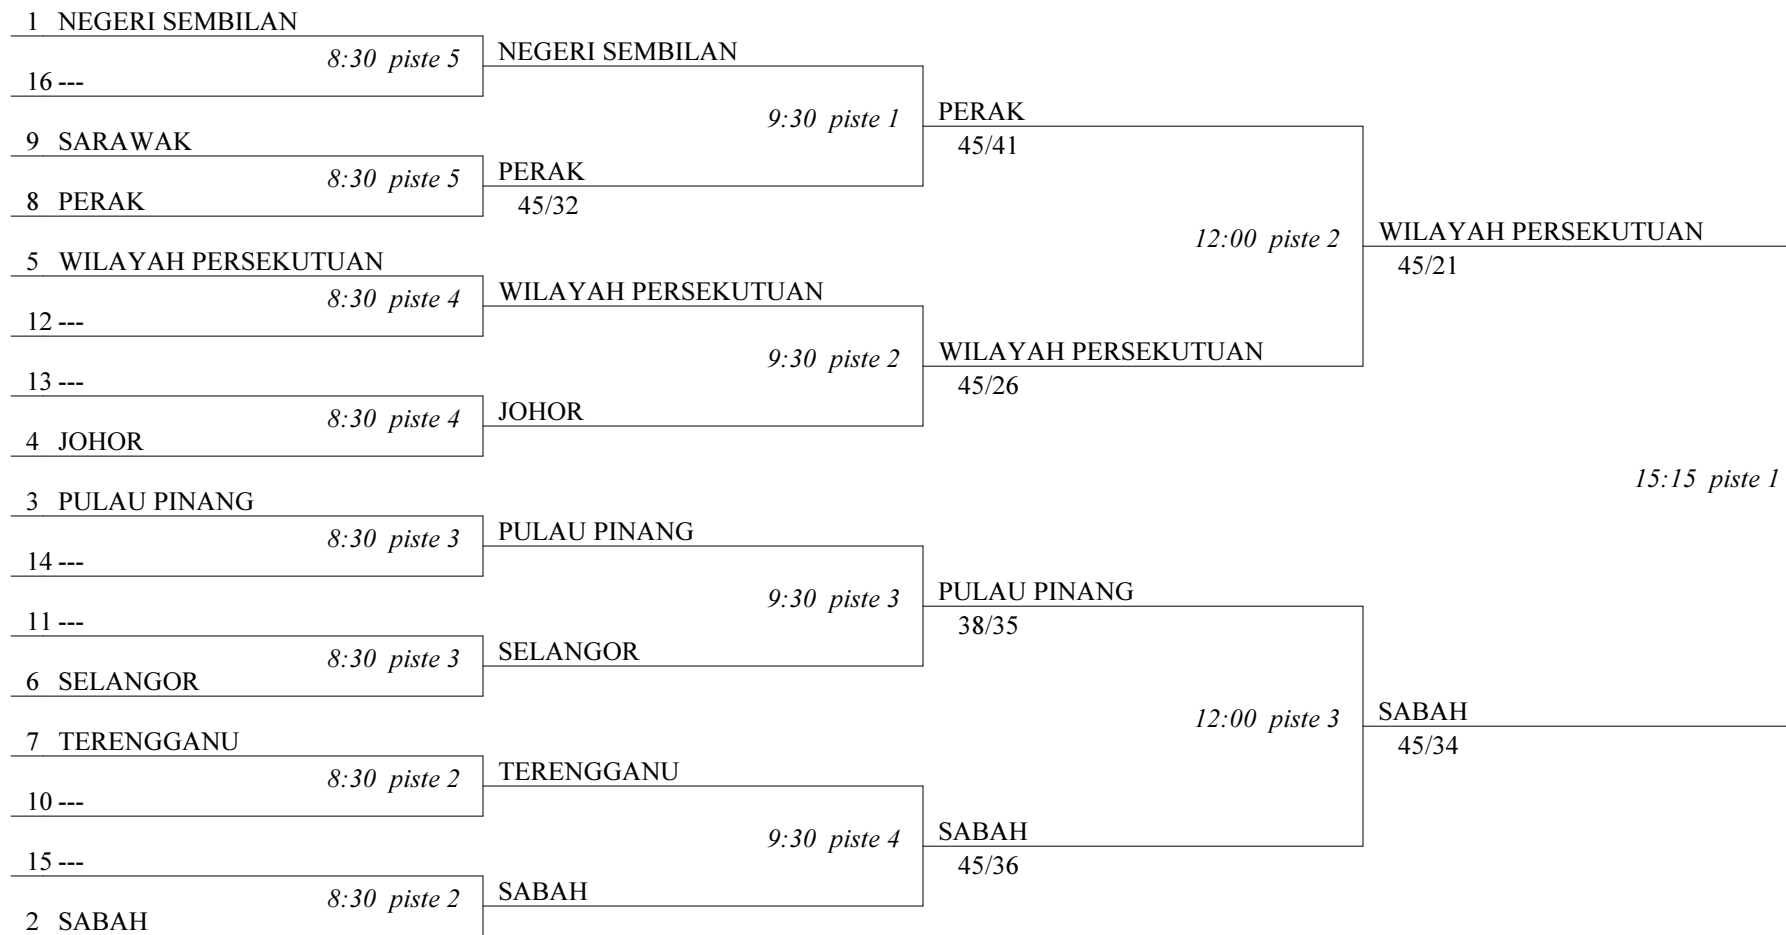 1 NEGERI SEMBILAN
8:30 piste 5
NEGERI SEMBILAN
16 ---
9:30 piste 1
PERAK
45/41
9 SARAWAK
8:30 piste 5
PERAK
45/32
8 PERAK
12:00 piste 2
WILAYAH PERSEKUTUAN
45/21
5 WILAYAH PERSEKUTUAN
8:30 piste 4
WILAYAH PERSEKUTUAN
12 ---
9:30 piste 2
WILAYAH PERSEKUTUAN
45/26
13 ---
8:30 piste 4
JOHOR
4 JOHOR
15:15 piste 1
3 PULAU PINANG
8:30 piste 3
PULAU PINANG
14 ---
9:30 piste 3
PULAU PINANG
38/35
11 ---
8:30 piste 3
SELANGOR
6 SELANGOR
12:00 piste 3
SABAH
45/34
7 TERENGGANU
8:30 piste 2
TERENGGANU
10 ---
9:30 piste 4
SABAH
45/36
15 ---
8:30 piste 2
SABAH
2 SABAH